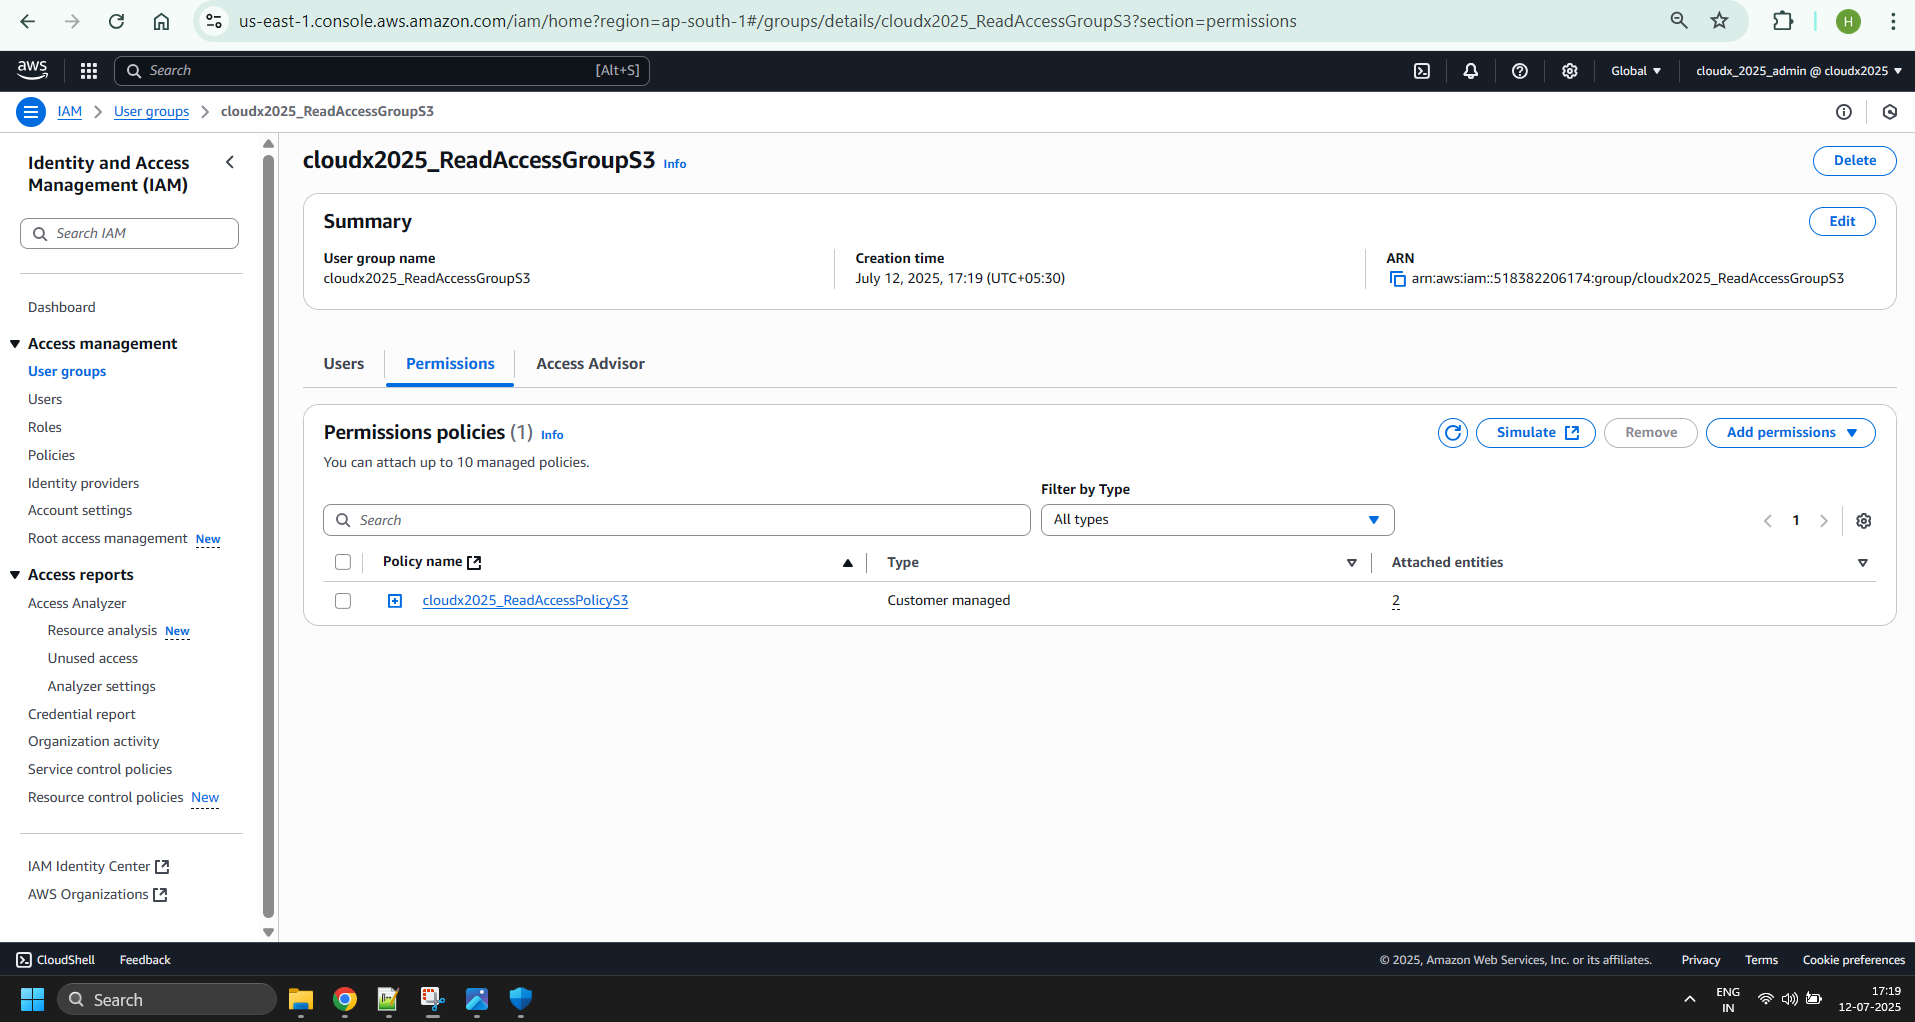 us-east-1.console.aws.amazon.com/iam/home?region=ap-south-1#/groups/details/cloudx2025_ReadAccessGroupS3?section=permissions
H
aws
Search [Alt+S]
Global
cloudx_2025_admin @ cloudx2025
IAM
User groups
cloudx2025_ReadAccessGroupS3
Identity and Access
Management (IAM)
Search IAM
Dashboard
Access management
User groups
Users
Roles
Policies
Identity providers
Account settings
Root access management New
Access reports
Access Analyzer
Resource analysis New
Unused access
Analyzer settings
Credential report
Organization activity
Service control policies
Resource control policies New
IAM Identity Center
AWS Organizations
cloudx2025_ReadAccessGroupS3 Info
Delete
Summary
Edit
User group name
cloudx2025_ReadAccessGroupS3
Creation time
July 12, 2025, 17:19 (UTC+05:30)
ARN
arn:aws:iam::518382206174:group/cloudx2025_ReadAccessGroupS3
Users
Permissions
Access Advisor
Permissions policies (1) Info
Simulate
Remove
Add permissions
You can attach up to 10 managed policies.
Filter by Type
Search
All types
1
Policy name
Type
Attached entities
cloudx2025_ReadAccessPolicyS3
Customer managed
2
CloudShell
Feedback
© 2025, Amazon Web Services, Inc. or its affiliates.
Privacy
Terms
Cookie preferences
Search
ENG
IN
17:19
12-07-2025